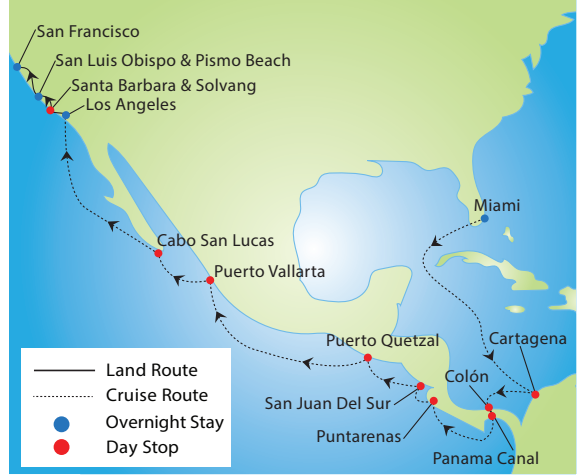 San Francisco
San Luis Obispo & Pismo Beach
Santa Barbara & Solvang
Los Angeles
Miami
Cabo San Lucas
Puerto Vallarta
Puerto Quetzal
Cartagena
Colón
San Juan Del Sur
Puntarenas
Panama Canal
Land Route
Cruise Route
Overnight Stay
Day Stop